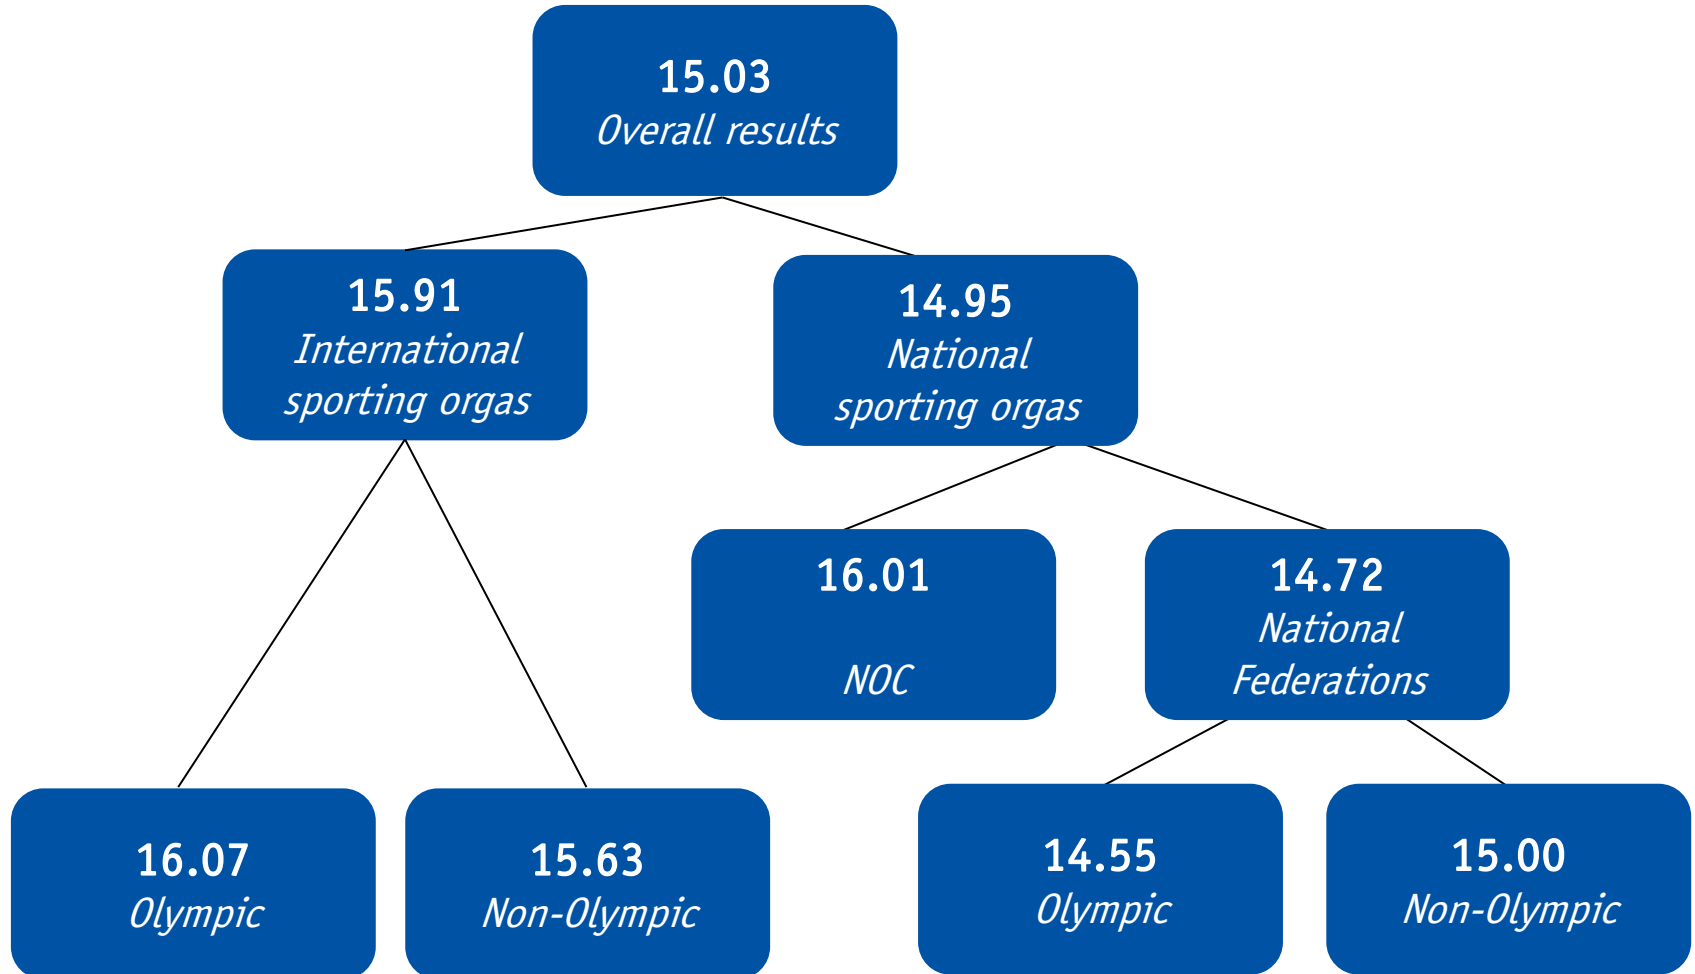 15.03
Overall results
15.91
International
sporting orgas
14.95
National
sporting orgas
16.01
NOC
14.72
National
Federations
16.07
Olympic
15.63
Non-Olympic
14.55
Olympic
15.00
Non-Olympic